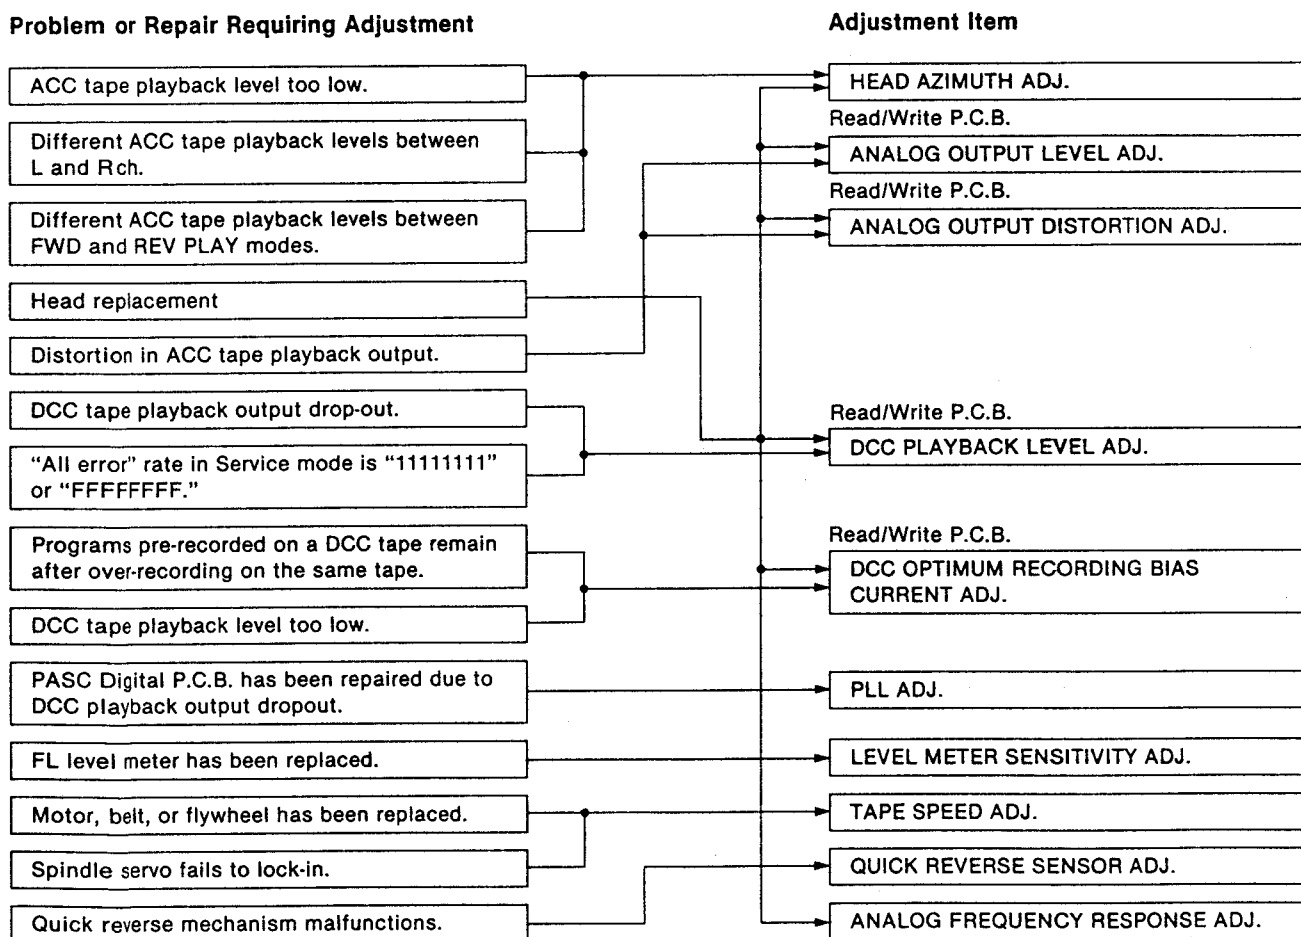 Problem or Repair Requiring Adjustment
ACC tape playback level too low.
Different ACC tape playback levels between
L and Rch.
Different ACC tape playback levels between
FWD and REV PLAY modes.
Head replacement
Distortion in ACC tape playback output.
DCC tape playback output drop-out.
“All error” rate in Service mode is “11111111”
or “FFFFFFFF.”
Programs pre-recorded on a DCC tape remain
after over-recording on the same tape.
DCC tape playback level too low.
PASC Digital P.C.B. has been repaired due to
DCC playback output dropout.
FL level meter has been replaced.
Motor, belt, or flywheel has been replaced.
Spindle servo fails to lock-in.
Quick reverse mechanism malfunctions.
Adjustment Item
HEAD AZIMUTH ADJ.
Read/Write P.C.B.
ANALOG OUTPUT LEVEL ADJ.
Read/Write P.C.B.
ANALOG OUTPUT DISTORTION ADJ.
Read/Write P.C.B.
DCC PLAYBACK LEVEL ADJ.
Read/Write P.C.B.
DCC OPTIMUM RECORDING BIAS
CURRENT ADJ.
PLL ADJ.
LEVEL METER SENSITIVITY ADJ.
TAPE SPEED ADJ.
QUICK REVERSE SENSOR ADJ.
ANALOG FREQUENCY RESPONSE ADJ.